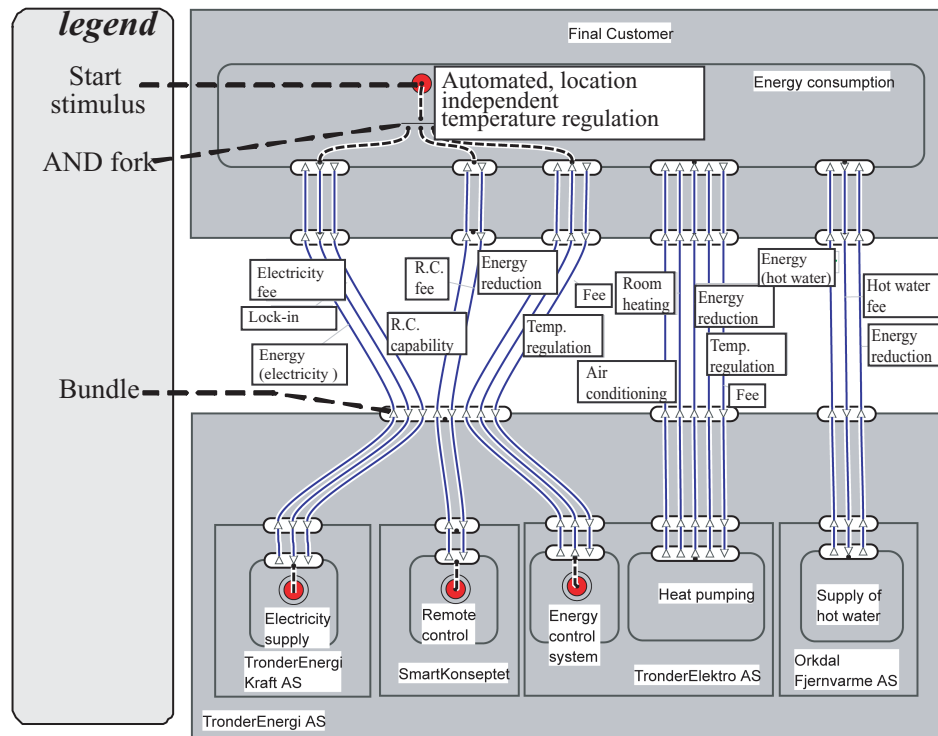 legend
Start
stimulus
AND fork
Bundle
Final Customer
Energy consumption
Automated, location
independent
temperature regulation
Electricity
fee
Lock-in
Energy
(electricity )
R.C.
fee
R.C.
capability
Energy
reduction
Temp.
regulation
Fee
Room
heating
Air
conditioning
Energy
reduction
Temp.
regulation
Fee
Energy
(hot water)
Hot water
fee
Energy
reduction
Electricity
supply
TronderEnergi
Kraft AS
Remote
control
SmartKonseptet
Energy
control
system
Heat pumping
TronderElektro AS
Supply of
hot water
Orkdal
Fjernvarme AS
TronderEnergi AS